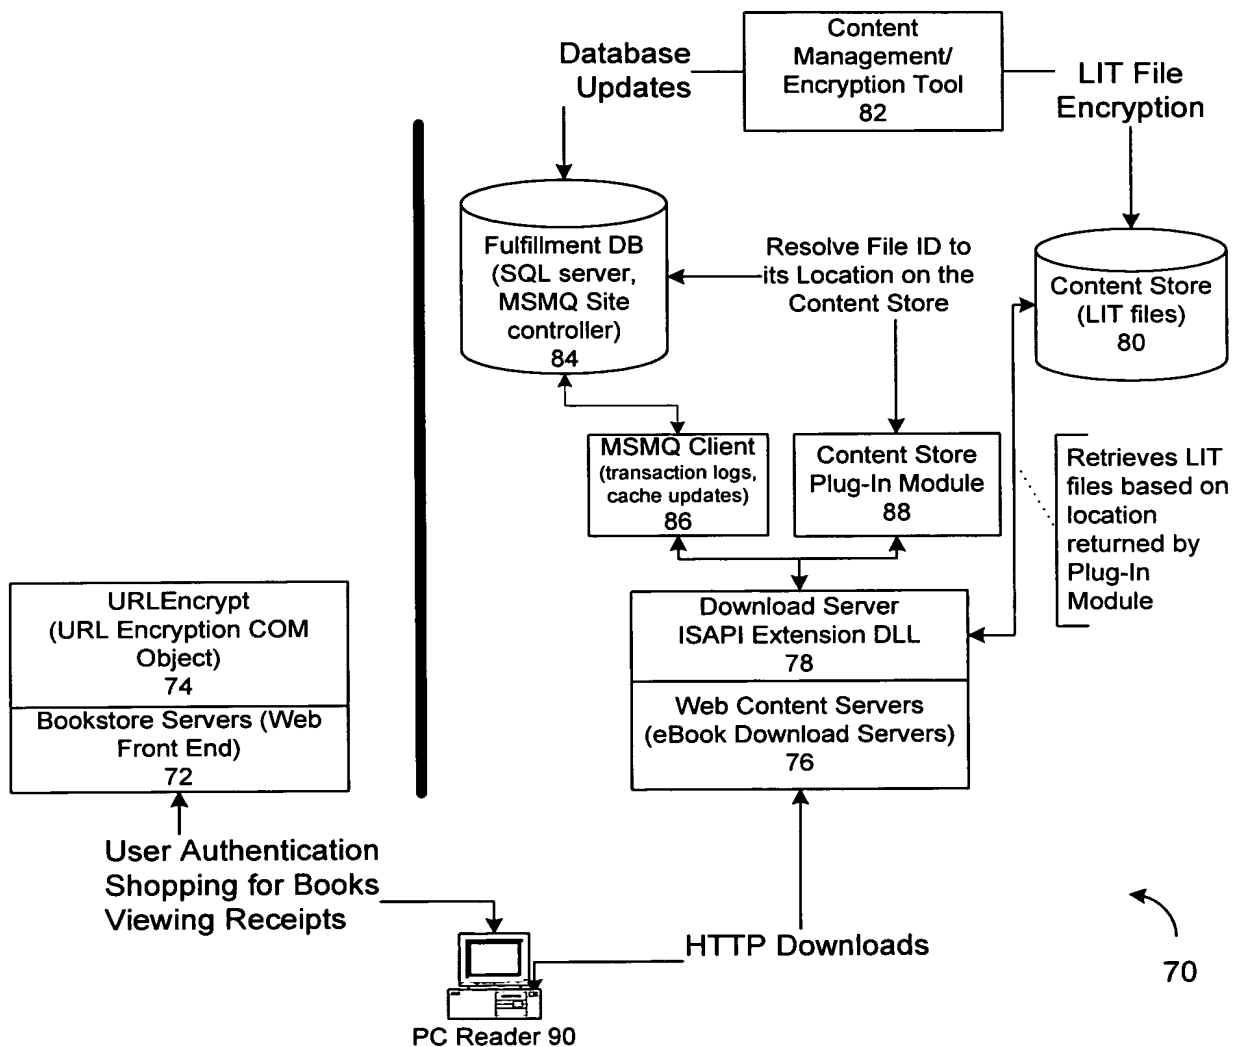 Content
Management/
Encryption Tool
82
Database
Updates
LIT File
Encryption
Fulfillment DB
(SQL server,
MSMQ Site
controller)
84
Resolve File ID to
its Location on the
Content Store
Content Store
(LIT files)
80
MSMQ Client
(transaction logs,
cache updates)
86
Content Store
Plug-In Module
88
Retrieves LIT
files based on
location
returned by
Plug-In
Module
URLEncrypt
(URL Encryption COM
Object)
74
Bookstore Servers (Web
Front End)
72
Download Server
ISAPI Extension DLL
78
Web Content Servers
(eBook Download Servers)
76
User Authentication
Shopping for Books
Viewing Receipts
HTTP Downloads
70
PC Reader 90